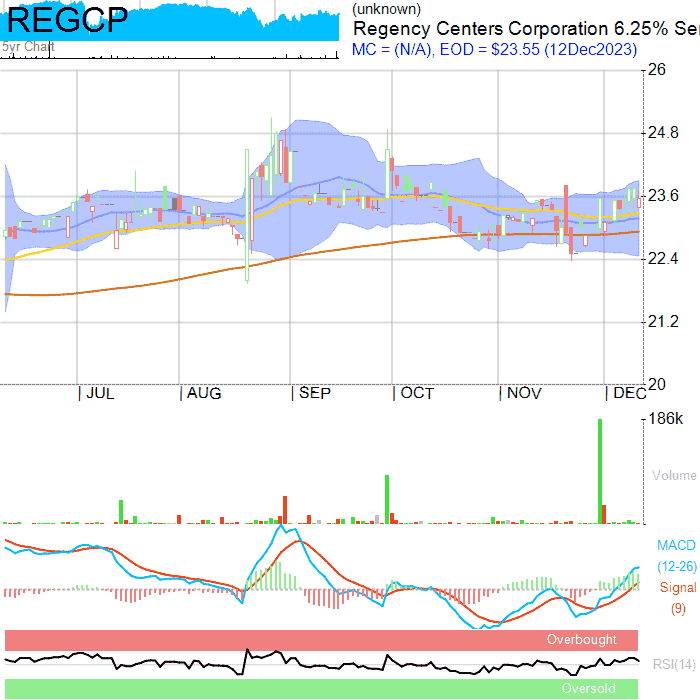 REGCP
5yr Chart
(unknown)
Regency Centers Corporation 6.25% Ser
MC = (N/A), EOD = $23.55 (12Dec2023)
26
24.8
23.6
22.4
21.2
20
| JUL | AUG | SEP | OCT | NOV | DEC
186k
Volume
MACD
(12-26)
Signal
(9)
Overbought
RSI(14)
Oversold